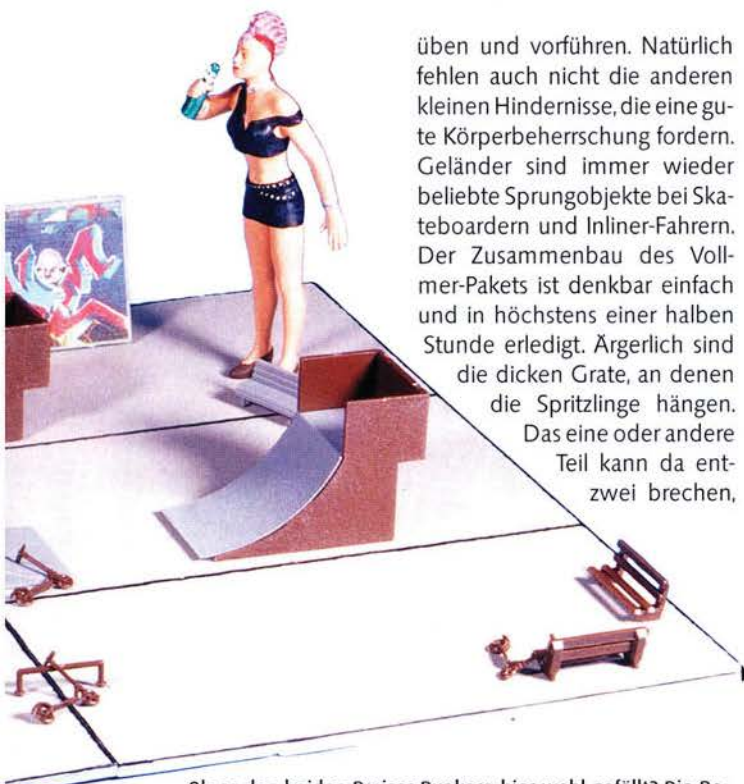 üben und vorführen. Natürlich
fehlen auch nicht die anderen
kleinen Hindernisse, die eine gu-
te Körperbeherrschung fordern.
Geländer sind immer wieder
beliebte Sprungobjekte bei Ska-
teboardern und Inliner-Fahrern.
Der Zusammenbau des Voll-
mer-Pakets ist denkbar einfach
und in höchstens einer halben
Stunde erledigt. Ärgerlich sind
die dicken Grate, an denen
die Spritzlinge hängen.
Das eine oder andere
Teil kann da ent-
zwei brechen,